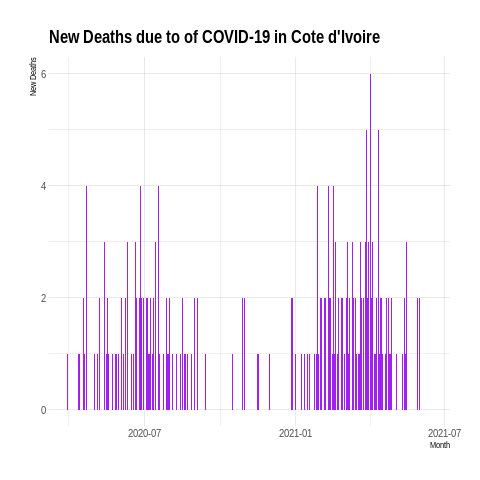 New Deaths due to of COVID-19 in Cote d'Ivoire
New Deaths
6
4
2
0
2020-07
2021-01
2021-07
Month